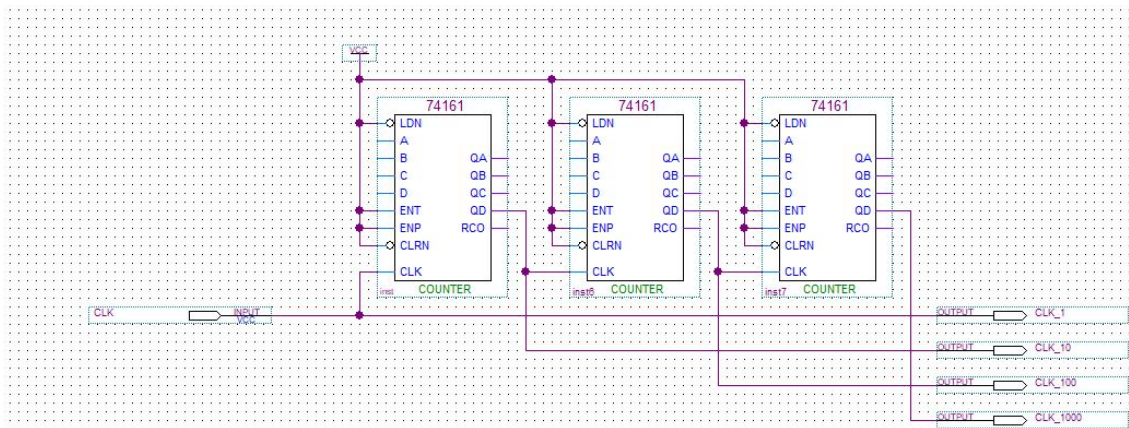 VCC
74161 74161 74161
LDN LDN LDN
A A A
B QA B QA B QA
C QB C QB C QB
D QC D QC D QC
ENT QD ENT QD ENT QD
ENP RCO ENP RCO ENP RCO
CLRN CLRN CLRN
CLK CLK CLK
inst COUNTER inst6 COUNTER inst7 COUNTER
CLK INPUT OUTPUT CLK_1
VCC
OUTPUT CLK_10
OUTPUT CLK_100
OUTPUT CLK_1000